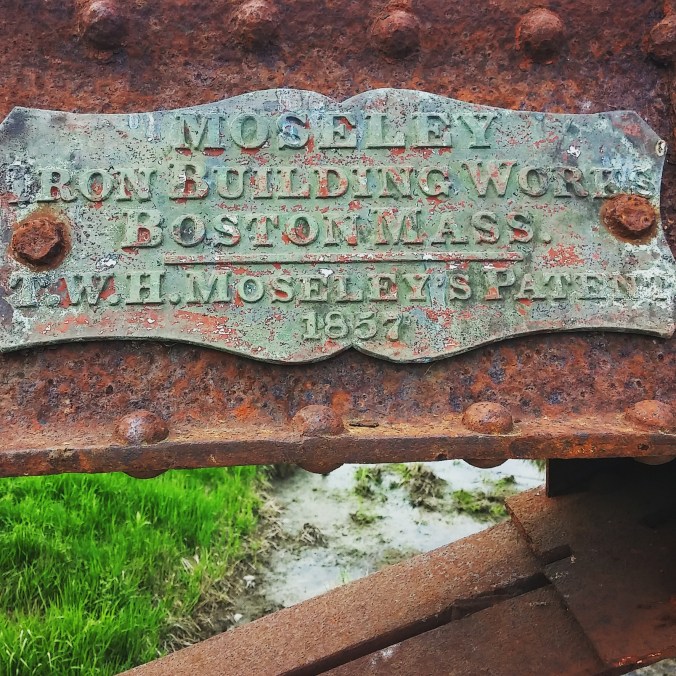 MOSELEY
IRON BUILDING WORKS
BOSTON MASS.
T.W.H. MOSELEY'S PATENT
1857